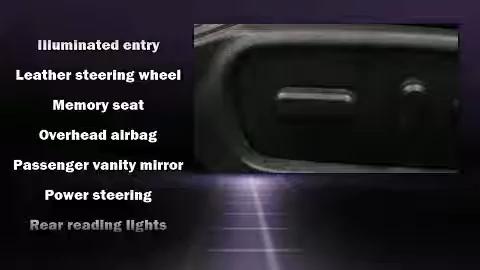 Illuminated entry
Leather steering wheel
Memory seat
Overhead airbag
Passenger vanity mirror
Power steering
Rear reading lights